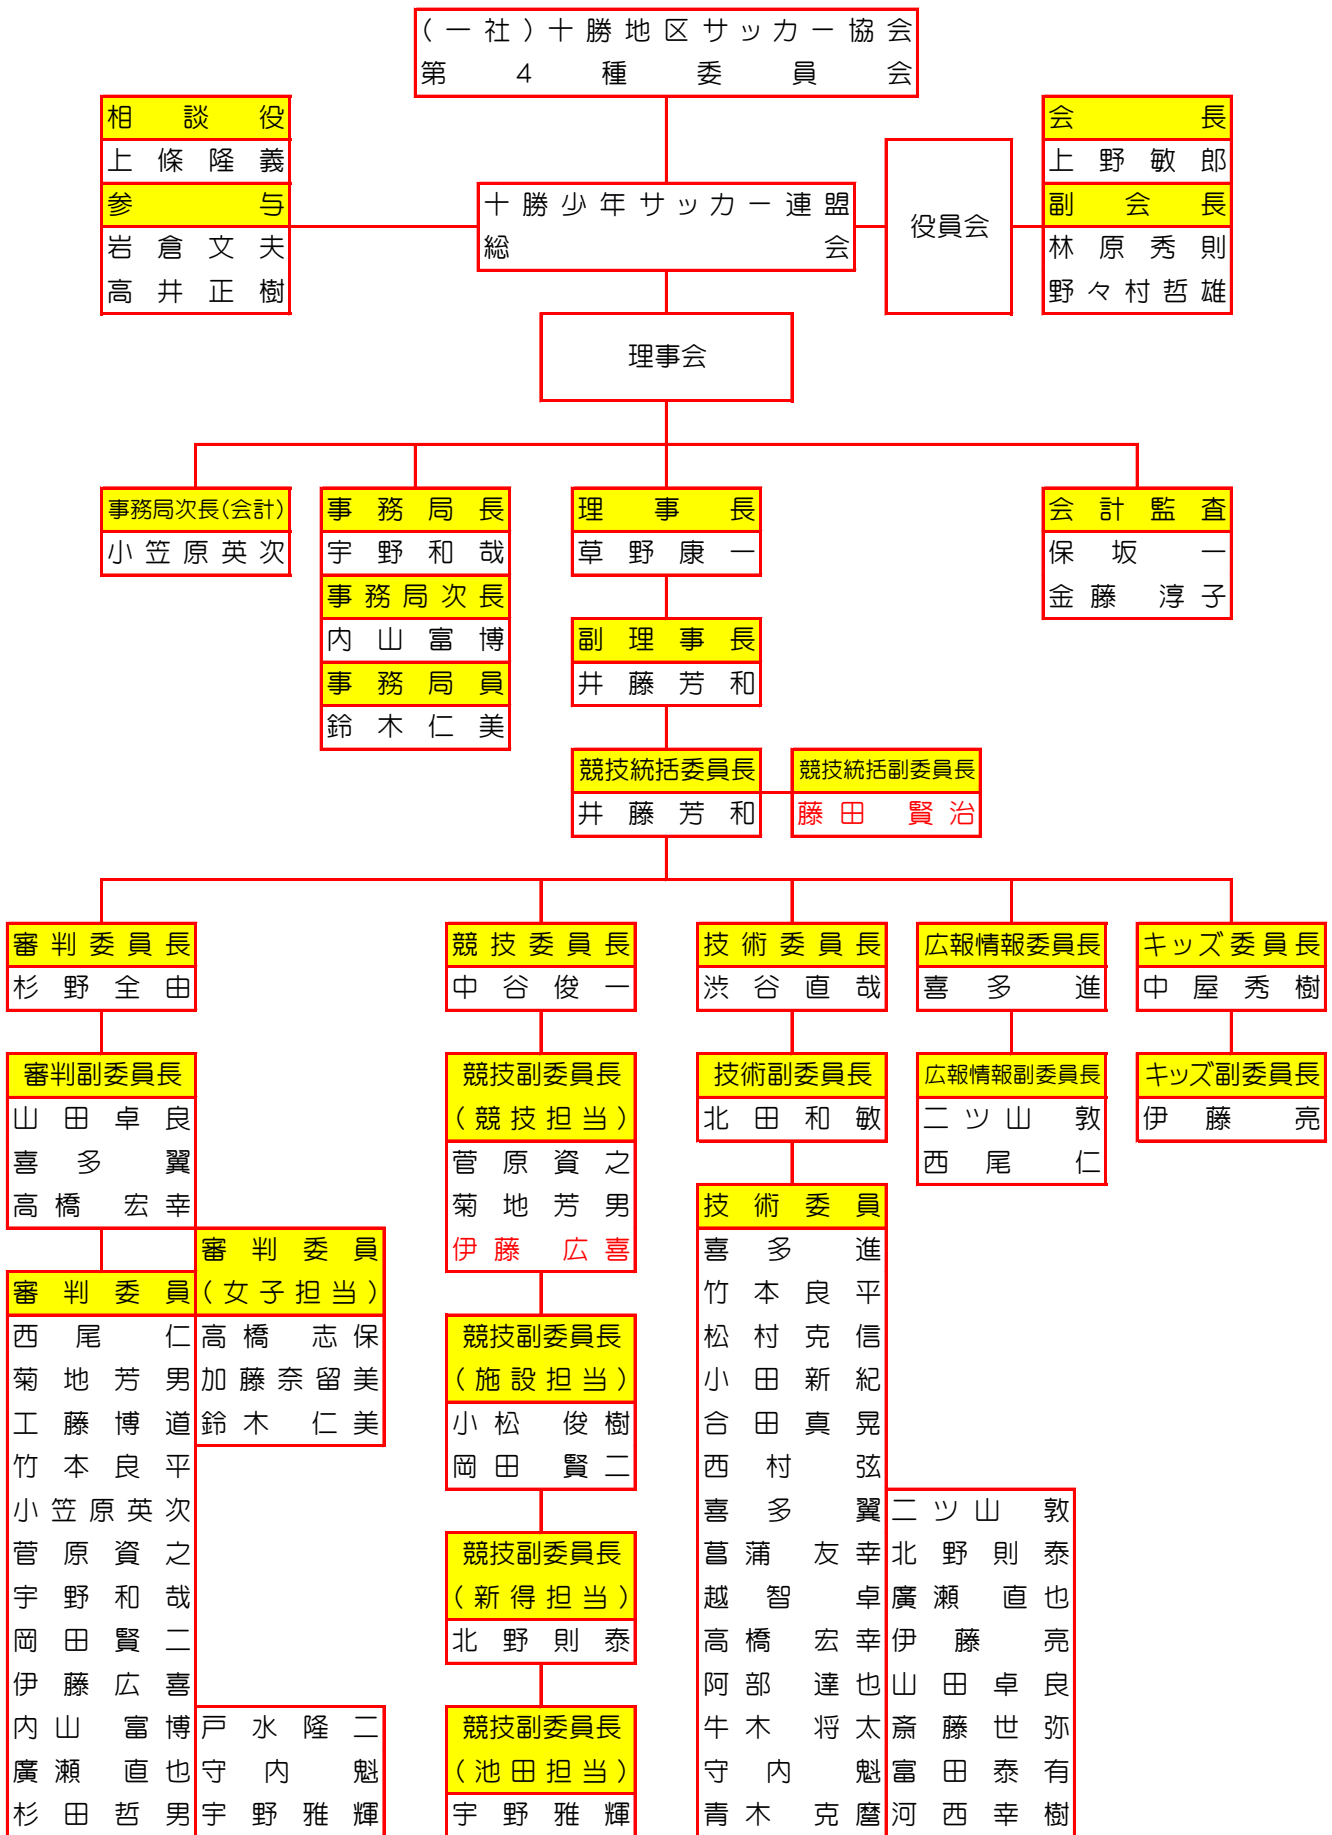 (一社)十勝地区サッカー協会
第4種委員会
相談役
上條隆義
参与
岩倉文夫
高井正樹
十勝少年サッカー連盟
総会
役員会
会長
上野敏郎
副会長
林原秀則
野々村哲雄
理事会
事務局次長(会計)
小笠原英次
事務局長
宇野和哉
事務局次長
内山富博
事務局員
鈴木仁美
理事長
草野康一
副理事長
井藤芳和
会計監査
保坂一
金藤淳子
競技統括委員長
井藤芳和
競技統括副委員長
藤田賢治
審判委員長
杉野全由
審判副委員長
山田卓良
喜多翼
高橋宏幸
審判委員
西尾仁
菊地芳男
工藤博道
竹本良平
小笠原英次
菅原資之
宇野和哉
岡田賢二
伊藤広喜
内山富博
廣瀬直也
杉田哲男
審判委員
(女子担当)
高橋志保
加藤奈留美
鈴木仁美
戸水隆二
守内魁
宇野雅輝
競技委員長
中谷俊一
競技副委員長
(競技担当)
菅原資之
菊地芳男
伊藤広喜
競技副委員長
(施設担当)
小松俊樹
岡田賢二
競技副委員長
(新得担当)
北野則泰
競技副委員長
(池田担当)
宇野雅輝
技術委員長
渋谷直哉
技術副委員長
北田和敏
技術委員
喜多進
竹本良平
松村克信
小田新紀
合田真晃
西村弦
喜多翼
菖蒲友幸
越智卓
高橋宏幸
阿部達也
牛木将太
守内魁
青木克磨
二ツ山敦
北野則泰
廣瀬直也
伊藤亮
山田卓良
斎藤世弥
富田泰有
河西幸樹
広報情報委員長
喜多進
広報情報副委員長
二ツ山敦
西尾仁
キッズ委員長
中屋秀樹
キッズ副委員長
伊藤亮